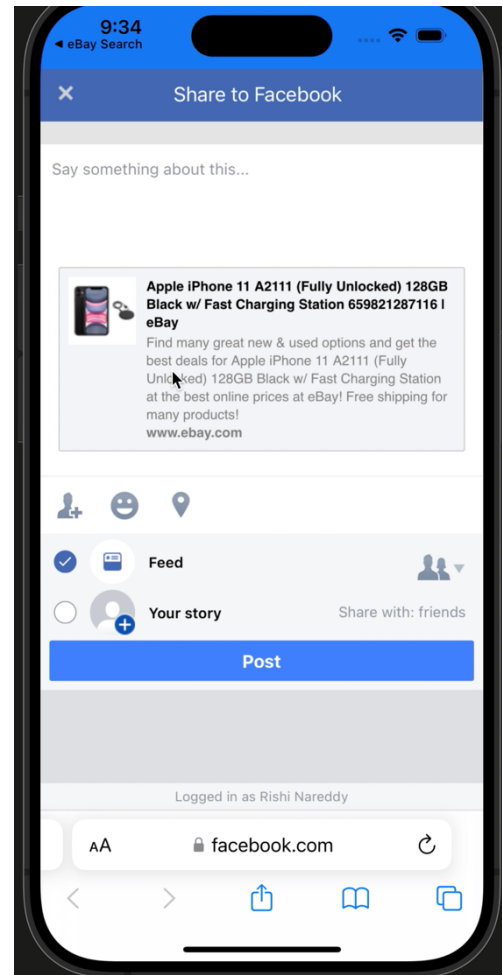 9:34
◀ eBay Search
Share to Facebook
Say something about this...
Apple iPhone 11 A2111 (Fully Unlocked) 128GB
Black w/ Fast Charging Station 659821287116 |
eBay
Find many great new & used options and get the
best deals for Apple iPhone 11 A2111 (Fully
Unlocked) 128GB Black w/ Fast Charging Station
at the best online prices at eBay! Free shipping for
many products!
www.ebay.com
Feed
Your story
Share with: friends
Post
Logged in as Rishi Nareddy
AA
facebook.com